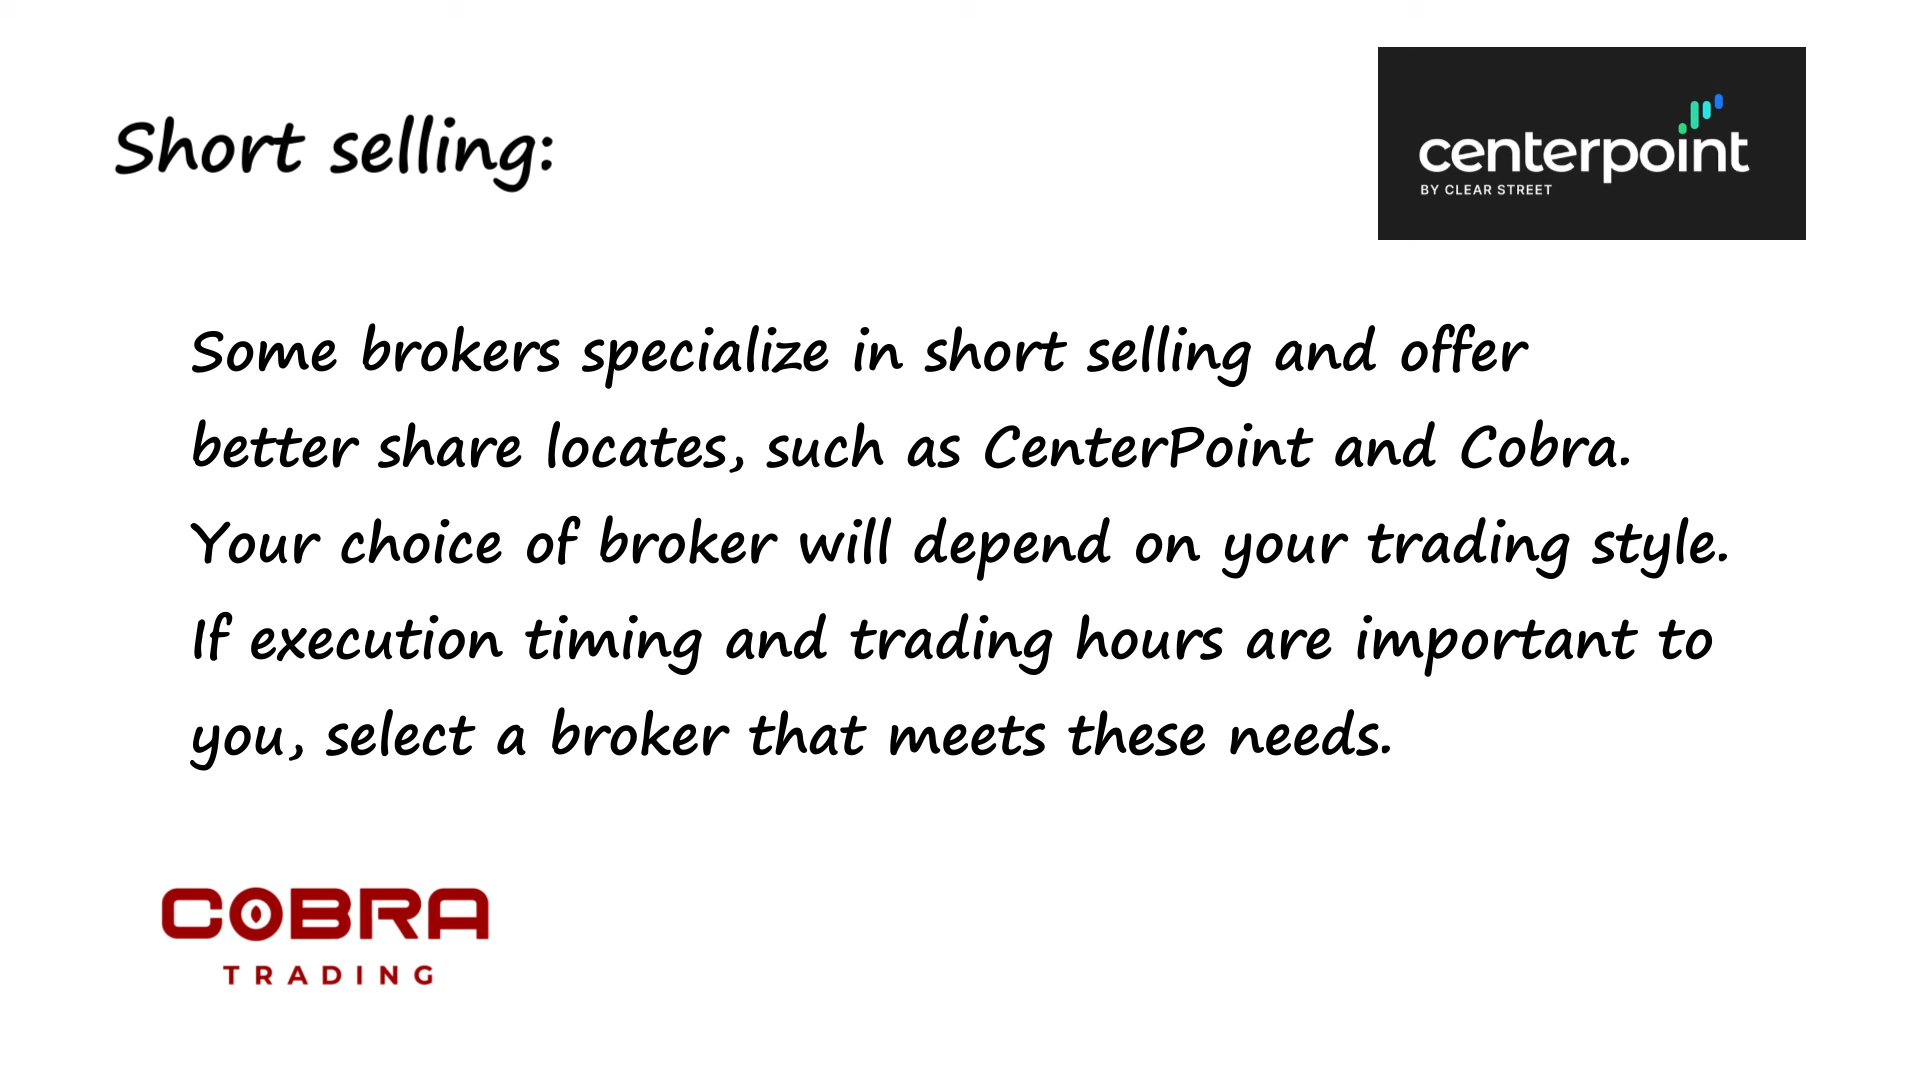 Short selling:
centerpoint
BY CLEAR STREET
Some brokers specialize in short selling and offer
better share locates, such as CenterPoint and Cobra.
Your choice of broker will depend on your trading style.
If execution timing and trading hours are important to
you, select a broker that meets these needs.
COBRA
TRADING